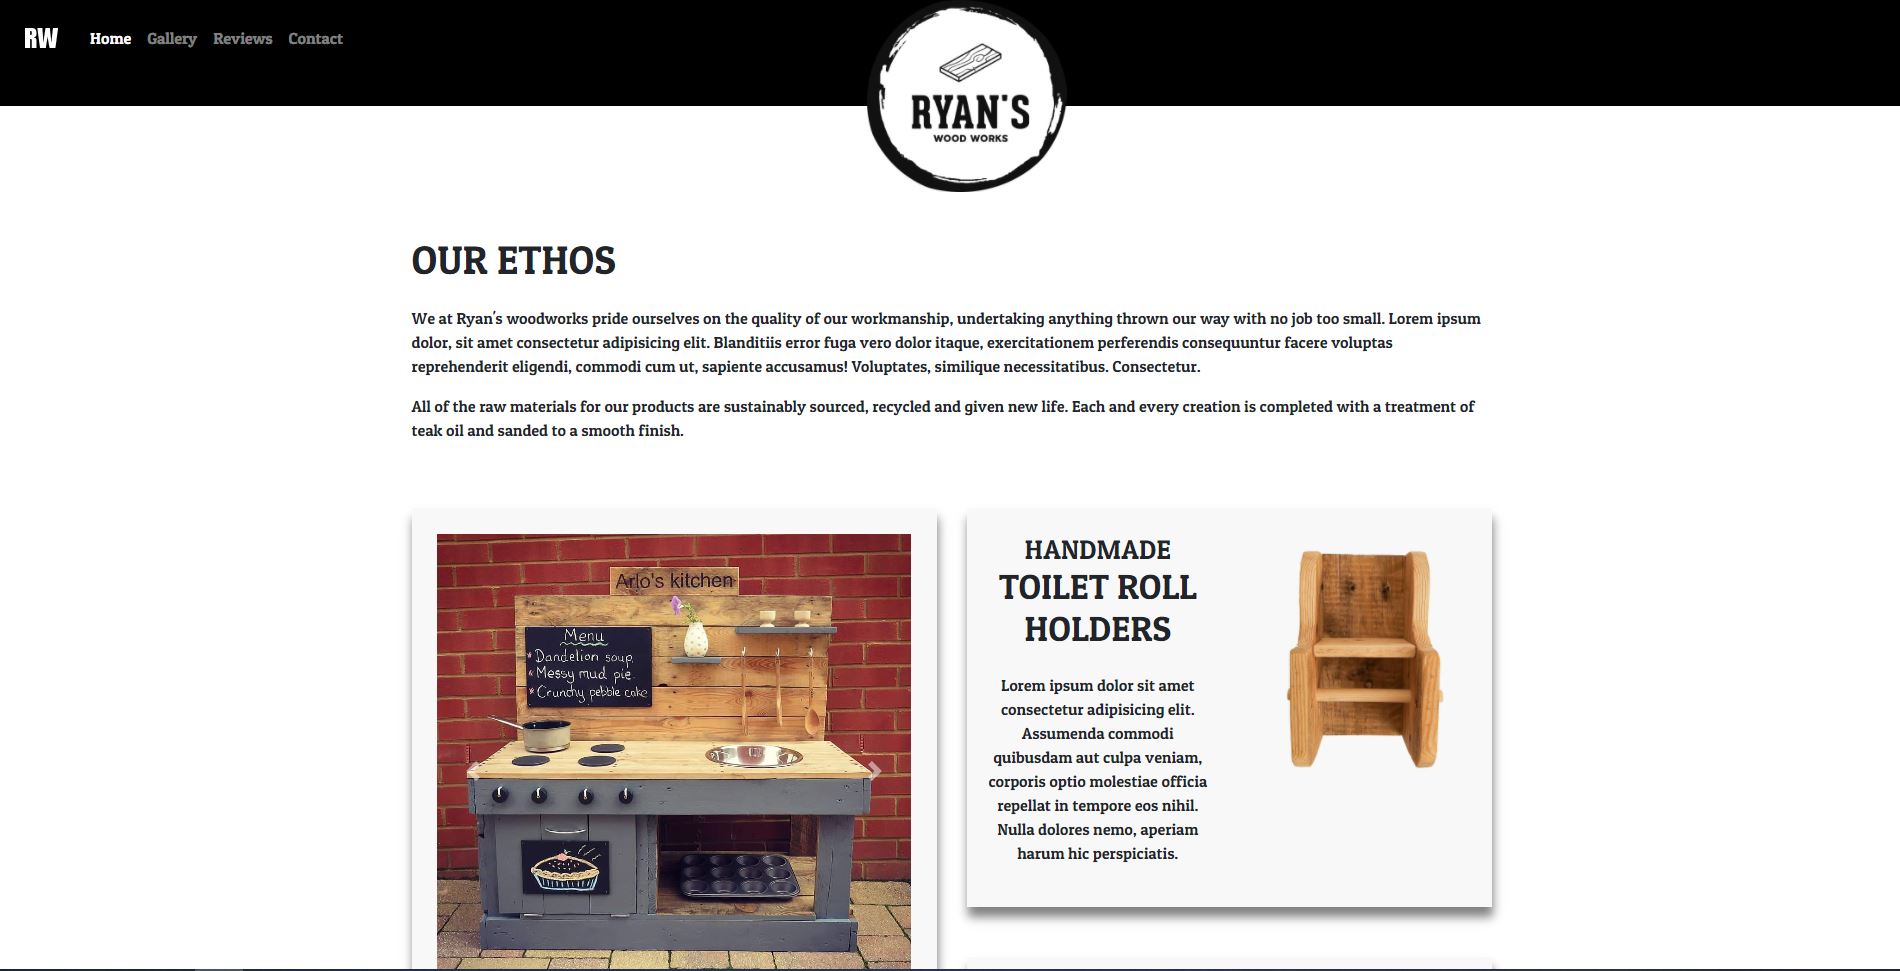 RW
Home Gallery Reviews Contact
RYAN'S
WOOD WORKS
OUR ETHOS
We at Ryan's woodworks pride ourselves on the quality of our workmanship, undertaking anything thrown our way with no job too small. Lorem ipsum
dolor, sit amet consectetur adipisicing elit. Blanditiis error fuga vero dolor itaque, exercitationem perferendis consequuntur facere voluptas
reprehenderit eligendi, commodi cum ut, sapiente accusamus! Voluptates, similique necessitatibus. Consectetur.
All of the raw materials for our products are sustainably sourced, recycled and given new life. Each and every creation is completed with a treatment of
teak oil and sanded to a smooth finish.
Arlo's kitchen
Menu
Dandelion soup
Messy mud pie
Crunchy pebble cake
HANDMADE
TOILET ROLL
HOLDERS
Lorem ipsum dolor sit amet
consectetur adipisicing elit.
Assumenda commodi
quibusdam aut culpa veniam,
corporis optio molestiae officia
repellat in tempore eos nihil.
Nulla dolores nemo, aperiam
harum hic perspiciatis.